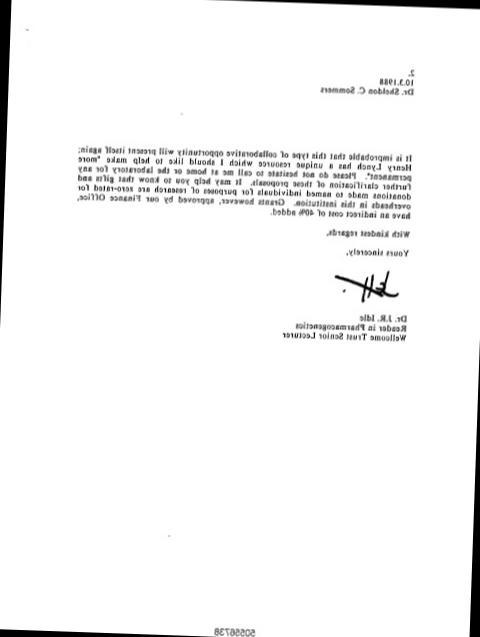 2.
10.3.1988
Dr. Sheldon C. Sommers
It is improbable that this type of collaborative opportunity will present itself again;
Henry Lynch has a unique resource which I should like to help make "more
permanent". Please do not hesitate to call me at home or the laboratory for any
further clarification of these proposals. It may help you to know that gifts and
donations made to named individuals for purposes of research are zero-rated for
overheads in this institution. Grants however, approved by our Finance Office,
have an indirect cost of 40% added.
With kindest regards,
Yours sincerely,
Dr. J.R. Idle
Reader in Pharmacogenetics
Wellcome Trust Senior Lecturer
50556738